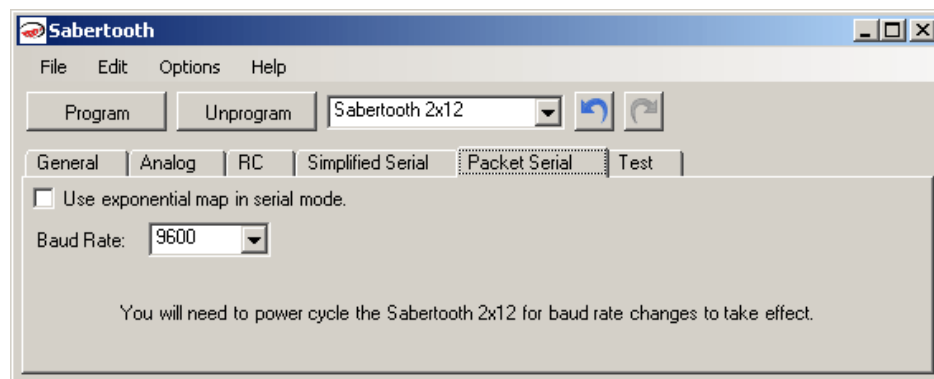 Sabertooth
File Edit Options Help
Program Unprogram Sabertooth 2x12
General Analog RC Simplified Serial Packet Serial Test
Use exponential map in serial mode.
Baud Rate: 9600
You will need to power cycle the Sabertooth 2x12 for baud rate changes to take effect.